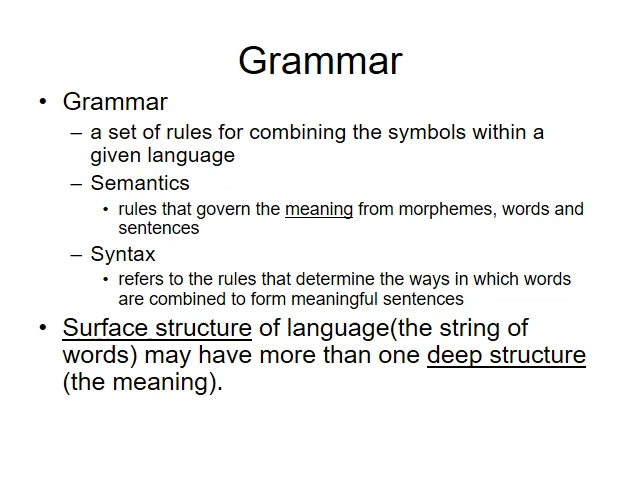 Grammar
• Grammar
– a set of rules for combining the symbols within a
given language
– Semantics
• rules that govern the meaning from morphemes, words and
sentences
– Syntax
• refers to the rules that determine the ways in which words
are combined to form meaningful sentences
• Surface structure of language(the string of
words) may have more than one deep structure
(the meaning).